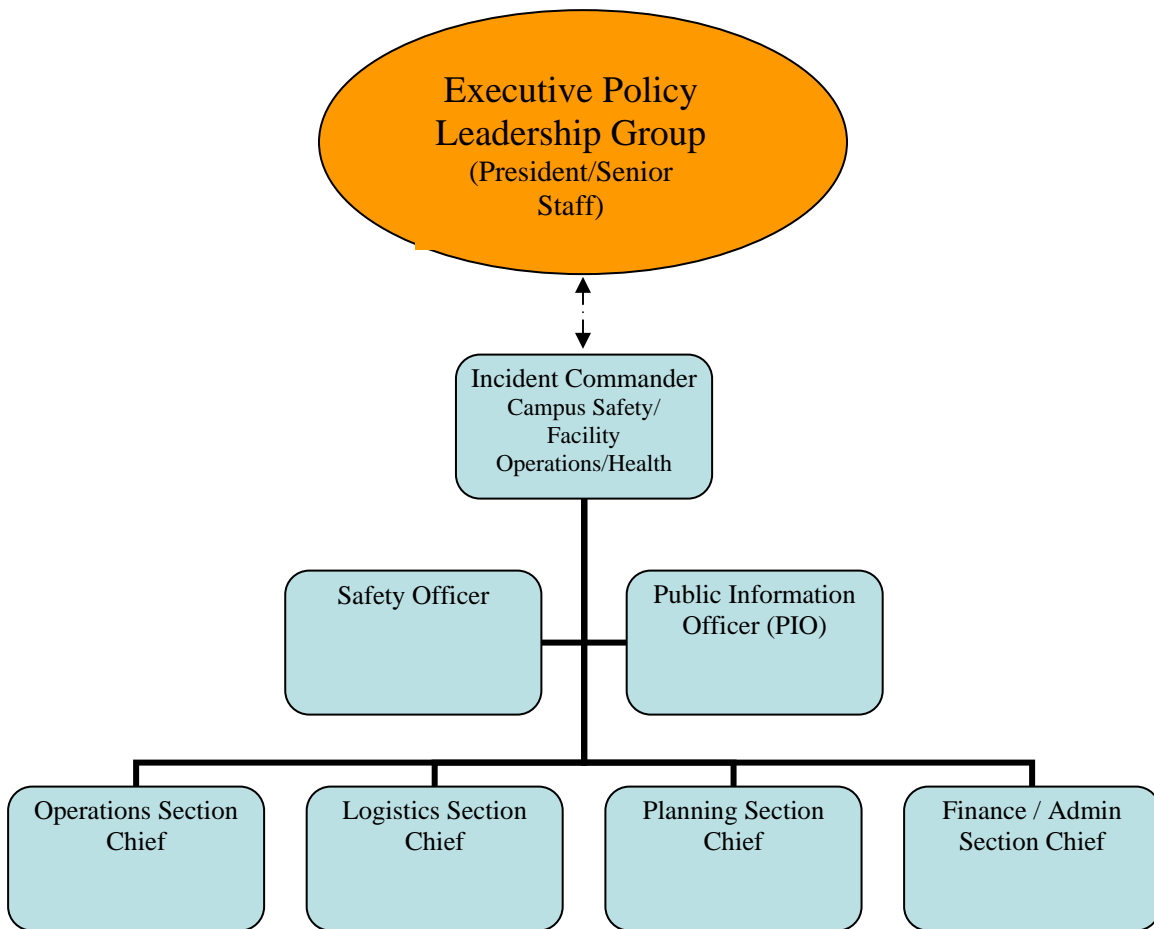 Executive Policy
Leadership Group
(President/Senior
Staff)
Incident Commander
Campus Safety/
Facility
Operations/Health
Safety Officer
Public Information
Officer (PIO)
Operations Section
Chief
Logistics Section
Chief
Planning Section
Chief
Finance / Admin
Section Chief